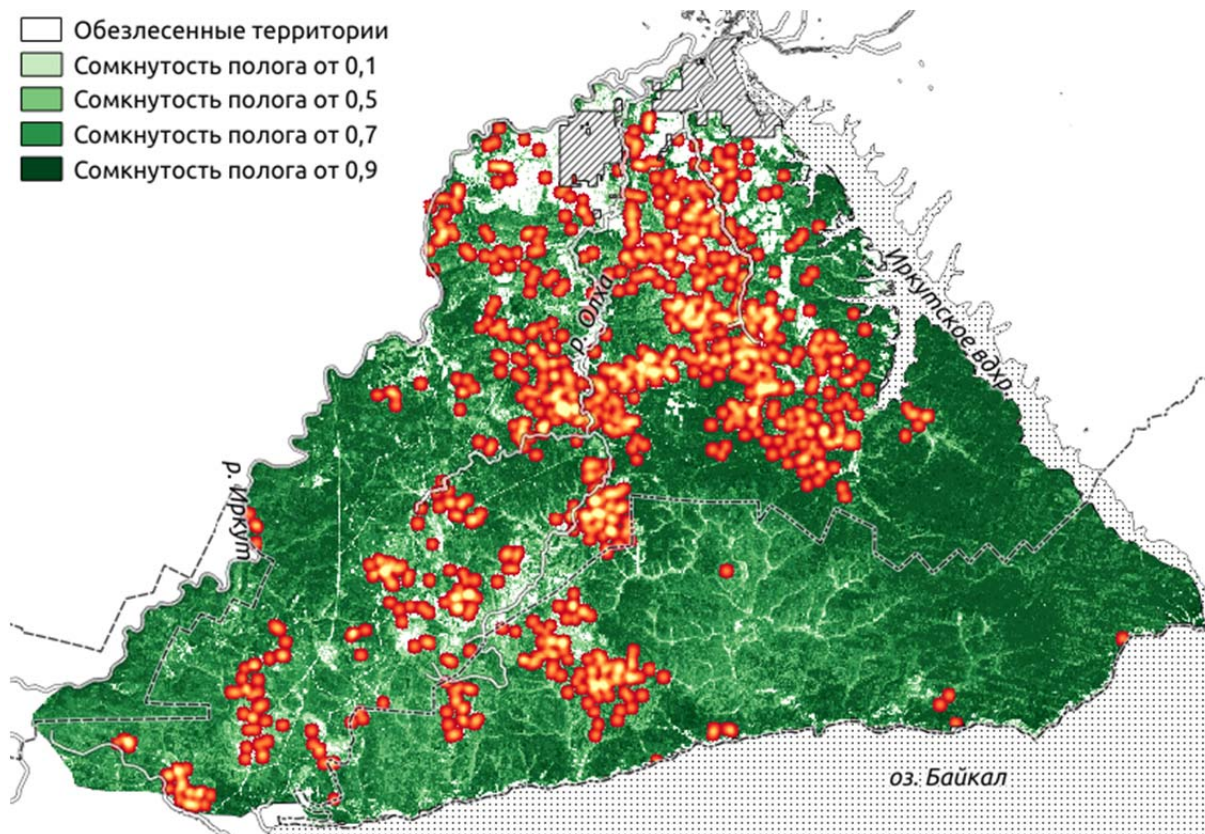 Обезлесенные территории
Сомкнутость полога от 0,1
Сомкнутость полога от 0,5
Сомкнутость полога от 0,7
Сомкнутость полога от 0,9
Иркутское вдхр.
р. Олха
р. Иркут
оз. Байкал